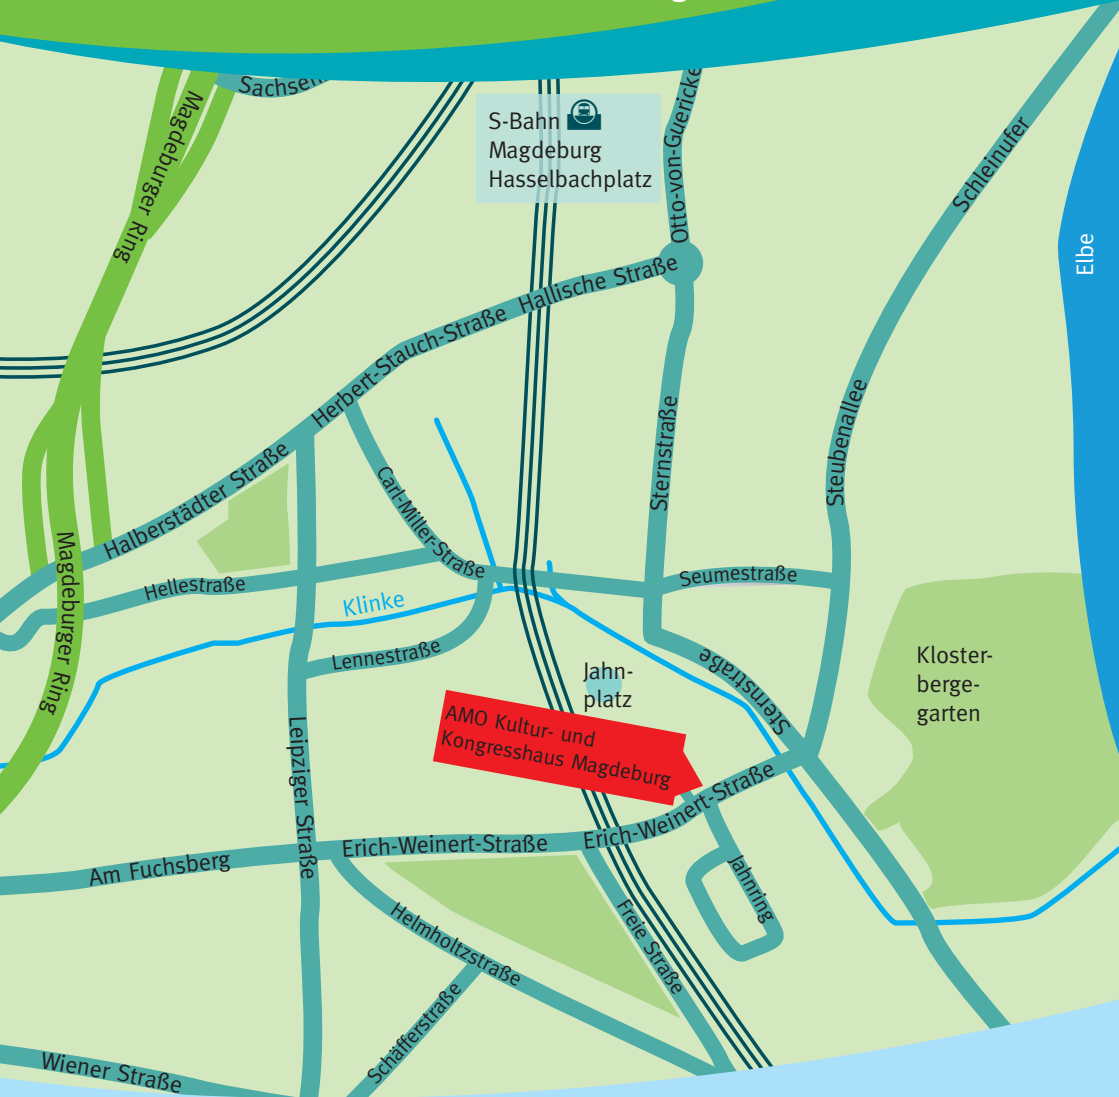 Sachsen
Magdeburger Ring
S-Bahn
Magdeburg
Hasselbachplatz
Otto-von-Guericke
Schleinufer
Elbe
Hallische Straße
Herbert-Stauch-Straße
Halberstädter Straße
Carl-Miller-Straße
Sternstraße
Steubenallee
Hellestraße
Seumestraße
Klinke
Magdeburger Ring
Lennestraße
Jahn-
platz
Sternstraße
Kloster-
berge-
garten
AMO Kultur- und
Kongresshaus Magdeburg
Leipziger Straße
Erich-Weinert-Straße
Erich-Weinert-Straße
Am Fuchsberg
Jahnring
Helmholtzstraße
Freie Straße
Schäfferstraße
Wiener Straße